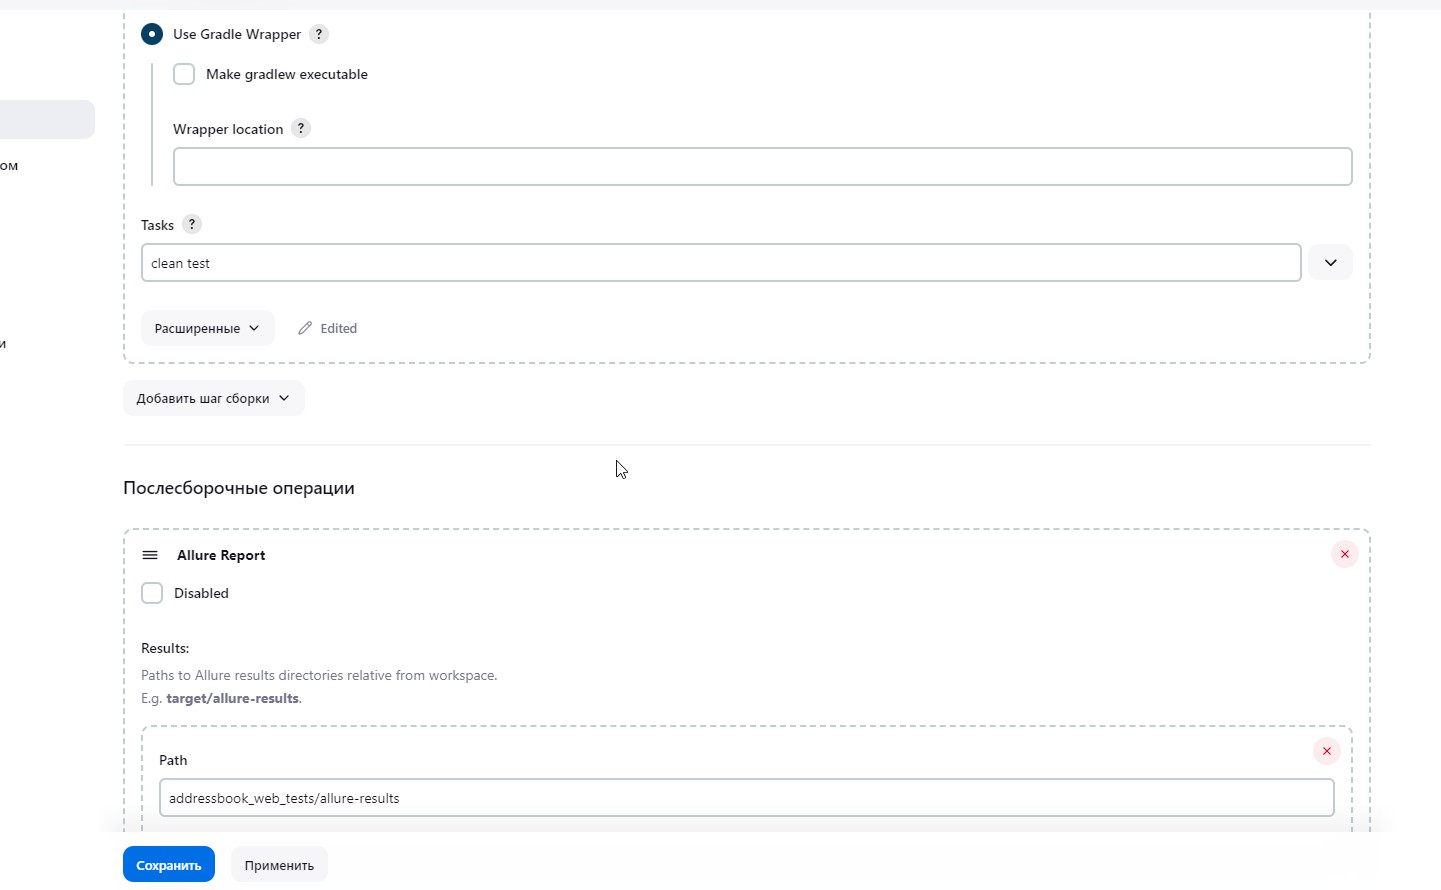 Use Gradle Wrapper ?
Make gradlew executable
ом
Wrapper location ?
Tasks ?
clean test
Расширенные Edited
и
Добавить шаг сборки
Послесборочные операции
Allure Report
Disabled
Results:
Paths to Allure results directories relative from workspace.
E.g. target/allure-results.
Path
addressbook_web_tests/allure-results
Сохранить Применить